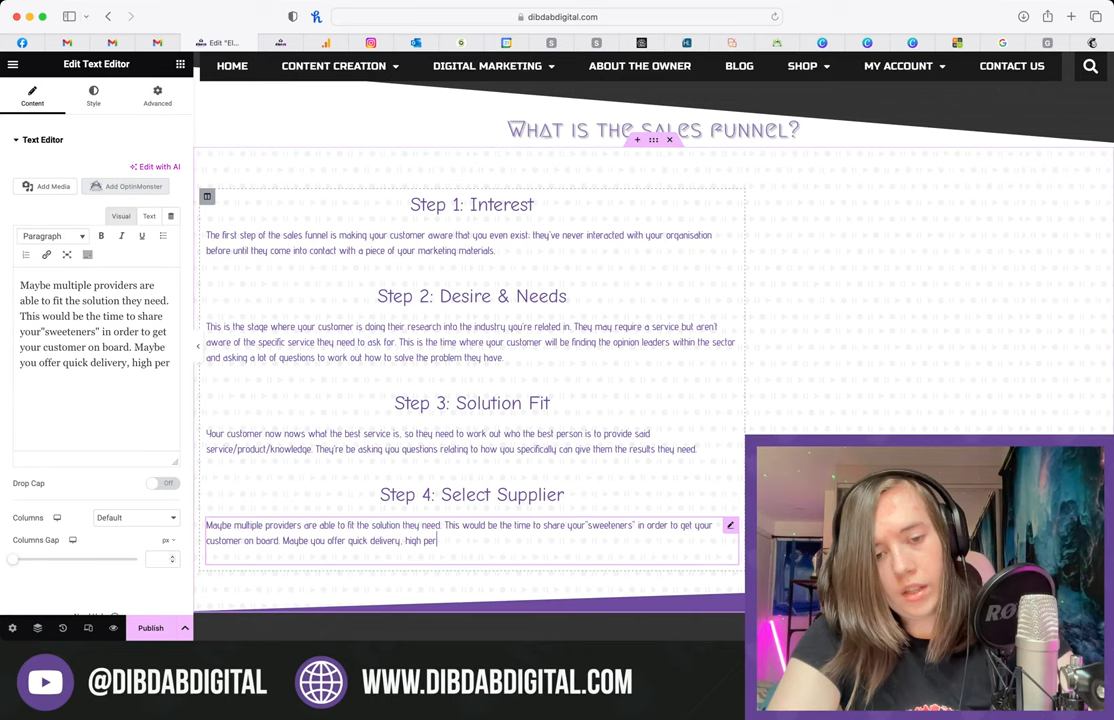 dibdabdigital.com
Edit "El...
Edit Text Editor
HOME CONTENT CREATION DIGITAL MARKETING ABOUT THE OWNER BLOG SHOP MY ACCOUNT CONTACT US
Content Style Advanced
WHAT IS THE SALES FUNNEL?
Text Editor
Edit with AI
Add Media Add OptinMonster
Visual Text
Paragraph B I U
Maybe multiple providers are
able to fit the solution they need.
This would be the time to share
your"sweeteners" in order to get
your customer on board. Maybe
you offer quick delivery, high per
Drop Cap Off
Columns Default
Columns Gap px
Publish
Step 1: Interest
The first step of the sales funnel is making your customer aware that you even exist; they've never interacted with your organisation
before until they come into contact with a piece of your marketing materials.
Step 2: Desire & Needs
This is the stage where your customer is doing their research into the industry you're related in. They may require a service but aren't
aware of the specific service they need to ask for. This is the time where your customer will be finding the opinion leaders within the sector
and asking a lot of questions to work out how to solve the problem they have.
Step 3: Solution Fit
Your customer now nows what the best service is, so they need to work out who the best person is to provide said
service/product/knowledge. They're be asking you questions relating to how you specifically can give them the results they need.
Step 4: Select Supplier
Maybe multiple providers are able to fit the solution they need. This would be the time to share your"sweeteners" in order to get your
customer on board. Maybe you offer quick delivery, high per
RØDE
@DIBDABDIGITAL WWW.DIBDABDIGITAL.COM